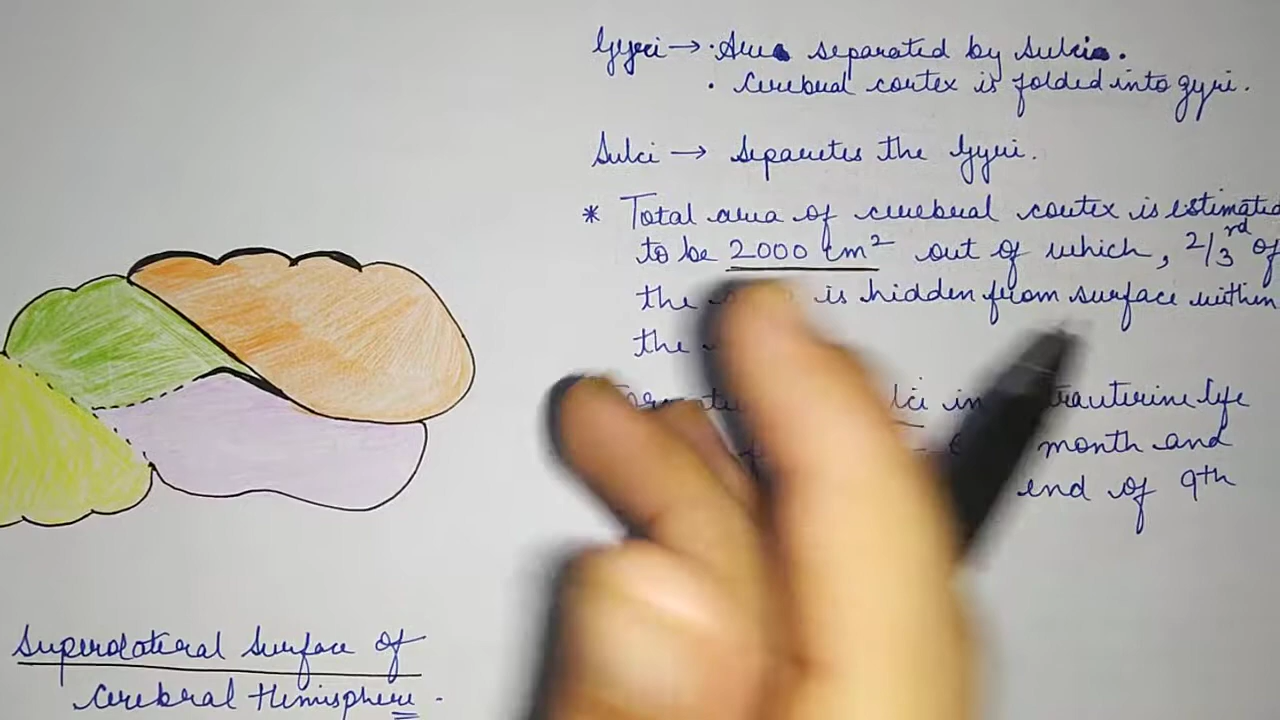 Gyri → • Area separated by Sulci.
• Cerebral cortex is folded into gyri.
Sulci → Separates the Gyri.
* Total area of cerebral cortex is estimated
to be 2000 cm² out of which, 2/3rd of
the is hidden from surface within
the
in
life
month and
end of 9th
Superolateral Surface of
Cerebral Hemisphere.